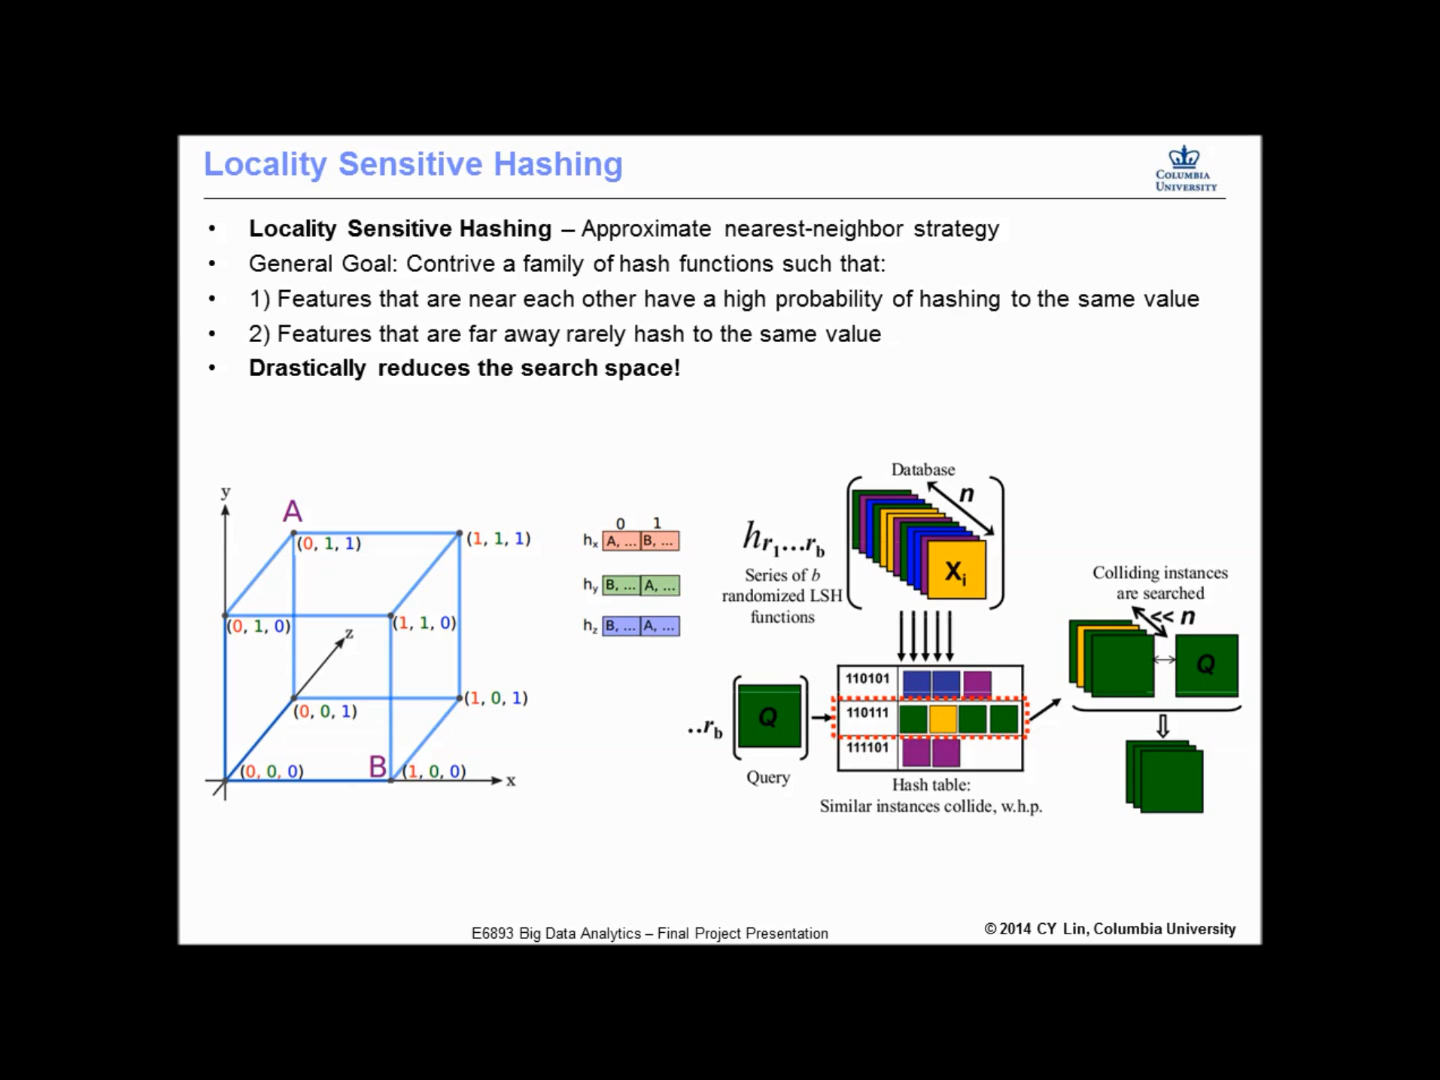 Locality Sensitive Hashing
COLUMBIA
UNIVERSITY
• Locality Sensitive Hashing – Approximate nearest-neighbor strategy
• General Goal: Contrive a family of hash functions such that:
• 1) Features that are near each other have a high probability of hashing to the same value
• 2) Features that are far away rarely hash to the same value
• Drastically reduces the search space!
y
A
(0, 1, 1)
(1, 1, 1)
(0, 1, 0)
z
(1, 1, 0)
(0, 0, 1)
(1, 0, 1)
(0, 0, 0)
B
(1, 0, 0)
x
0 1
hx A, ... B, ...
hy B, ... A, ...
hz B, ... A, ...
Database
n
Xi
hr1...rb
Series of b
randomized LSH
functions
..rb
Q
Query
110101
110111
111101
Hash table:
Similar instances collide, w.h.p.
Colliding instances
are searched
<< n
Q
E6893 Big Data Analytics – Final Project Presentation
© 2014 CY Lin, Columbia University